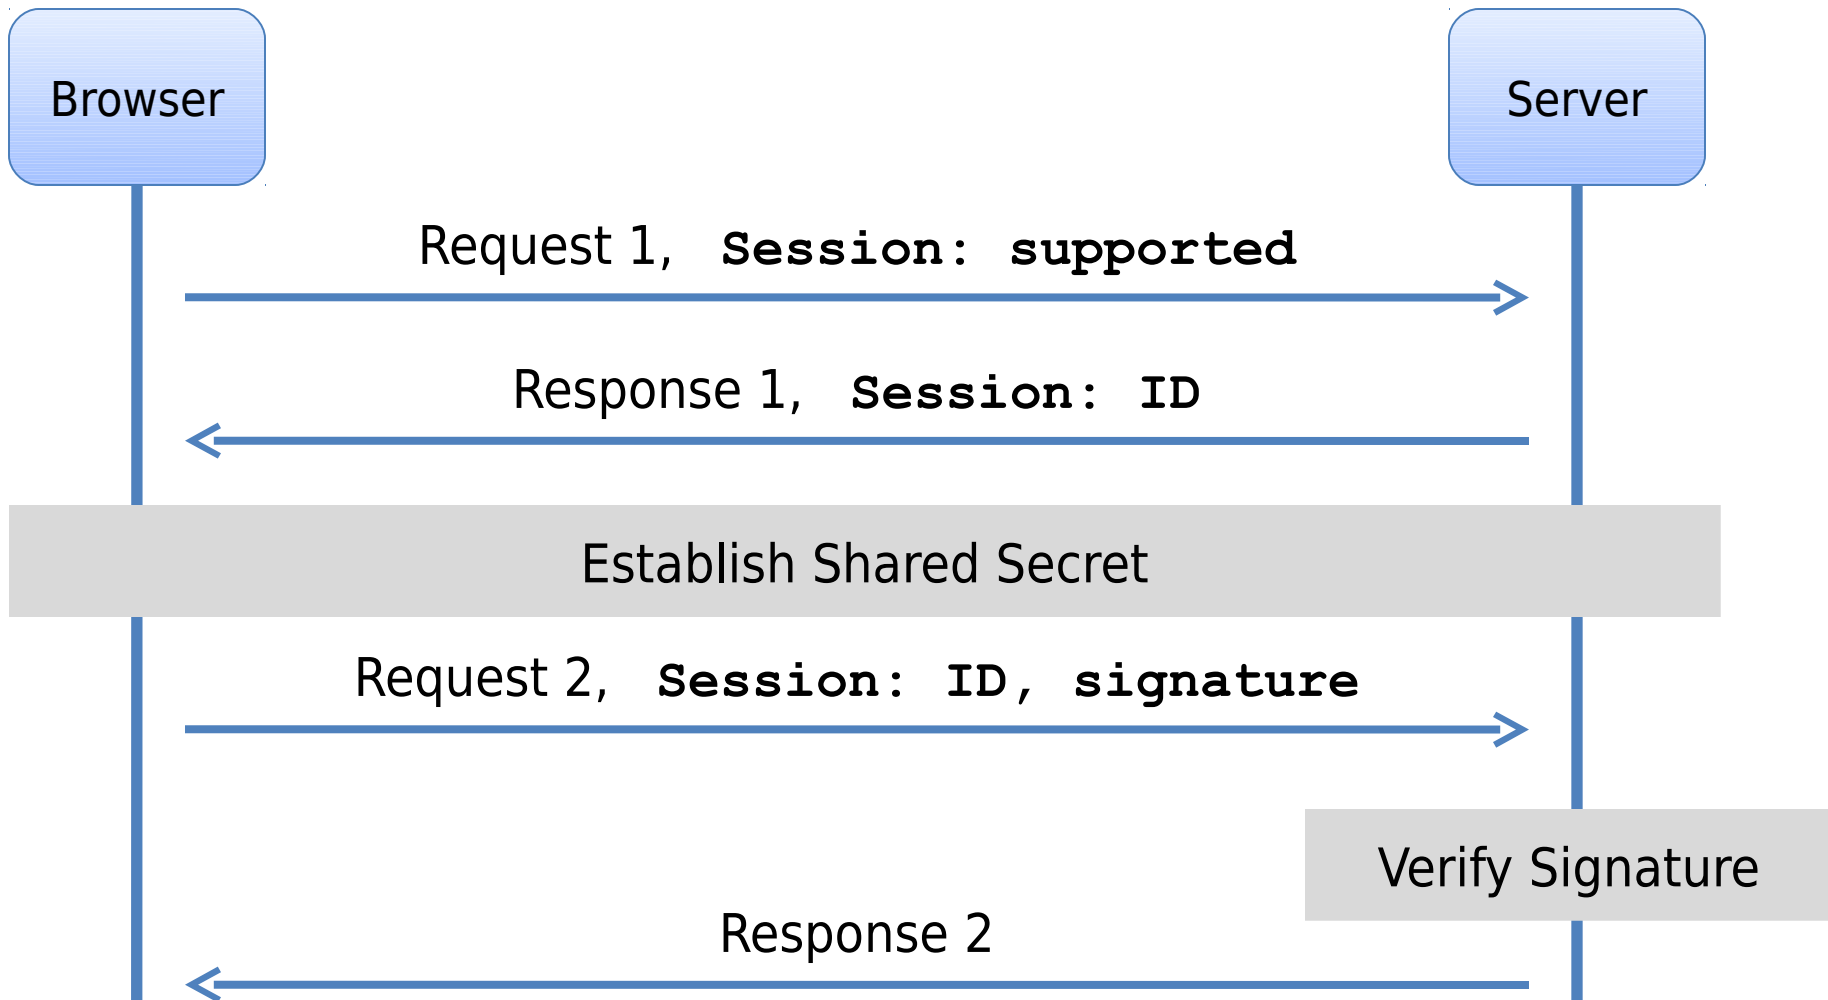 Browser
Server
Request 1, Session: supported
Response 1, Session: ID
Establish Shared Secret
Request 2, Session: ID, signature
Verify Signature
Response 2